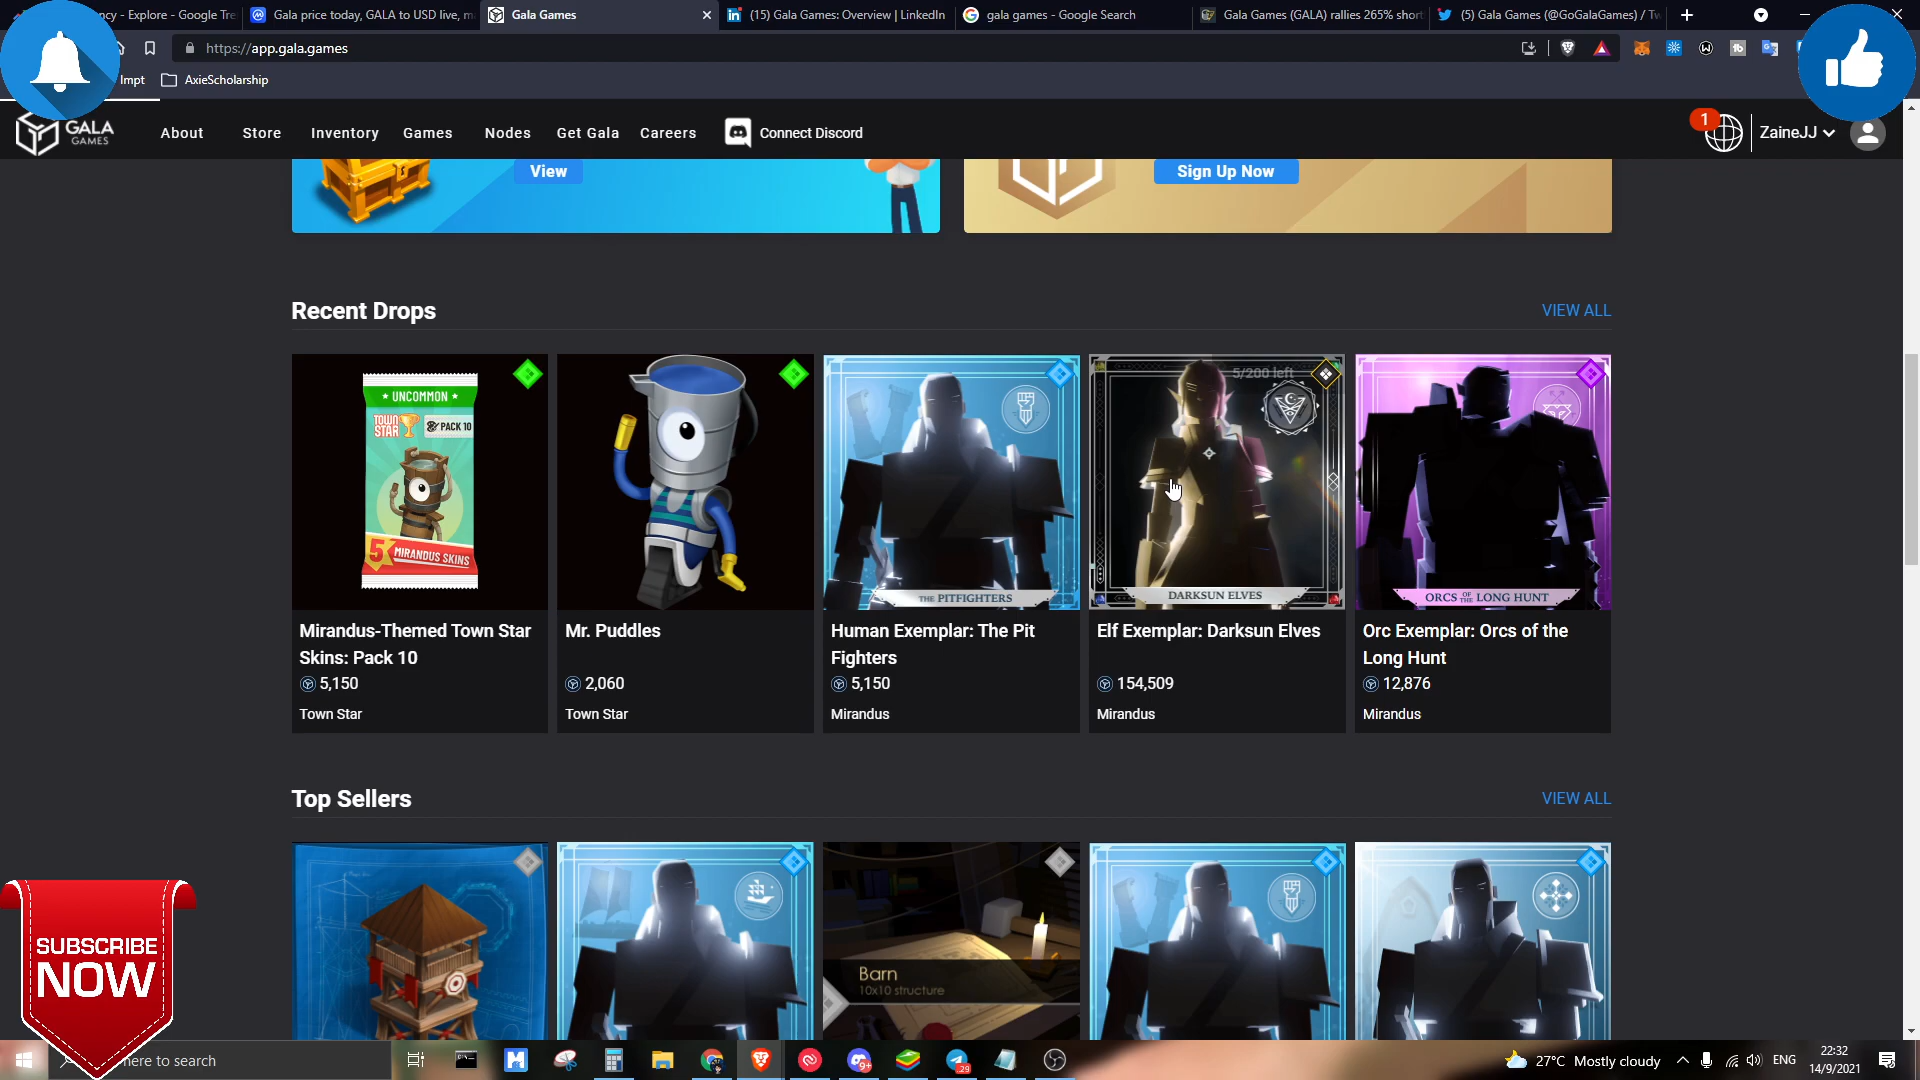 ncy - Explore - Google Tre
Gala price today, GALA to USD live, m
Gala Games
(15) Gala Games: Overview | LinkedIn
gala games - Google Search
Gala Games (GALA) rallies 265% short
(5) Gala Games (@GoGalaGames) / Tw
https://app.gala.games
Impt
AxieScholarship
GALA
GAMES
About
Store
Inventory
Games
Nodes
Get Gala
Careers
Connect Discord
1
ZaineJJ
View
Sign Up Now
Recent Drops
VIEW ALL
UNCOMMON
TOWN
STAR
PACK 10
5
MIRANDUS SKINS
THE PITFIGHTERS
5/200 left
DARKSUN ELVES
ORCS OF THE LONG HUNT
Mirandus-Themed Town Star
Skins: Pack 10
5,150
Town Star
Mr. Puddles
2,060
Town Star
Human Exemplar: The Pit
Fighters
5,150
Mirandus
Elf Exemplar: Darksun Elves
154,509
Mirandus
Orc Exemplar: Orcs of the
Long Hunt
12,876
Mirandus
Top Sellers
VIEW ALL
Barn
10x10 structure
SUBSCRIBE
NOW
here to search
27°C Mostly cloudy
ENG
22:32
14/9/2021